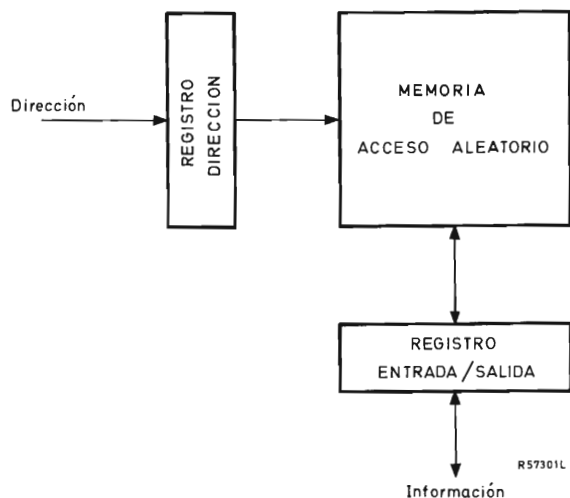 Dirección
REGISTRO
DIRECCION
MEMORIA
DE
ACCESO ALEATORIO
REGISTRO
ENTRADA/SALIDA
R57301L
Información